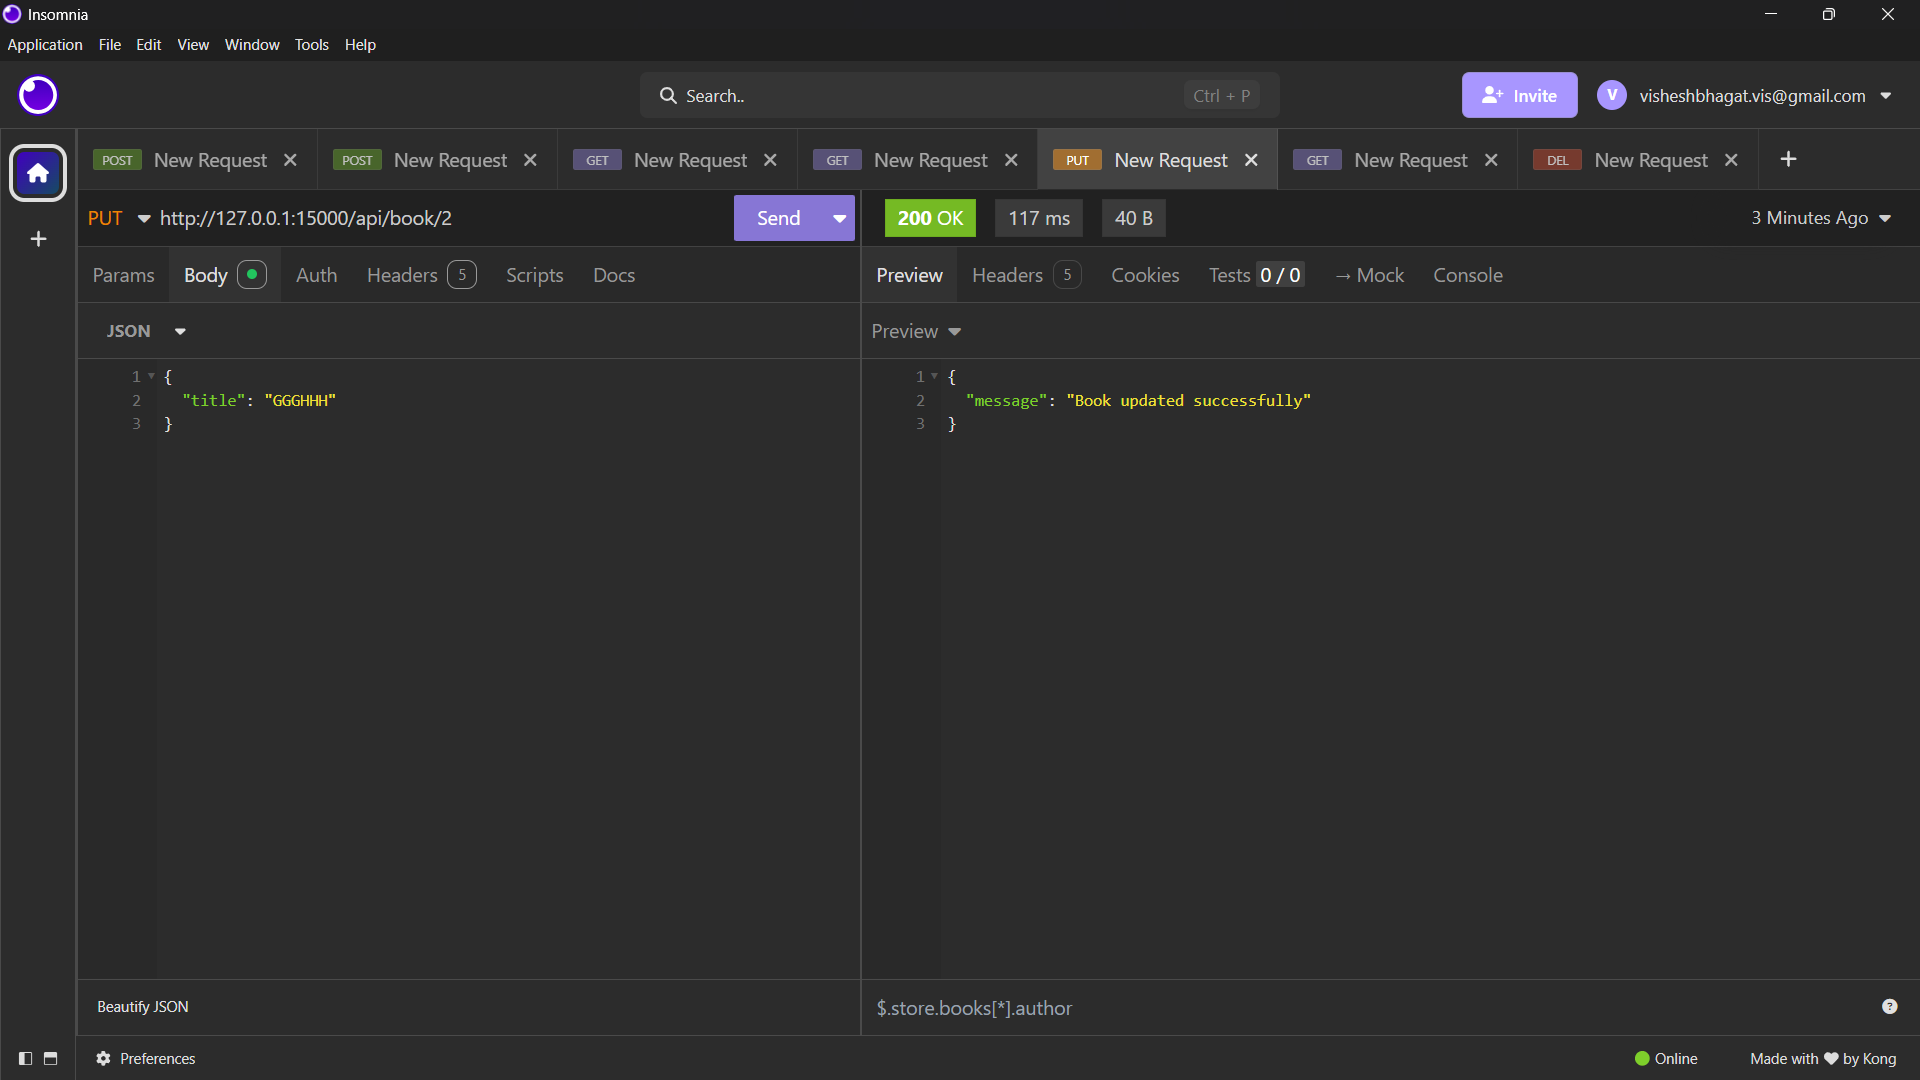 Insomnia
Application File Edit View Window Tools Help
Search.. Ctrl + P Invite V visheshbhagat.vis@gmail.com
POST New Request POST New Request GET New Request GET New Request PUT New Request GET New Request DEL New Request
PUT http://127.0.0.1:15000/api/book/2 Send 200 OK 117 ms 40 B 3 Minutes Ago
Params Body Auth Headers 5 Scripts Docs Preview Headers 5 Cookies Tests 0 / 0 → Mock Console
JSON Preview
1 { 1 {
2 "title": "GGGHHH" 2 "message": "Book updated successfully"
3 } 3 }
Beautify JSON $.store.books[*].author ?
Preferences Online Made with ❤ by Kong